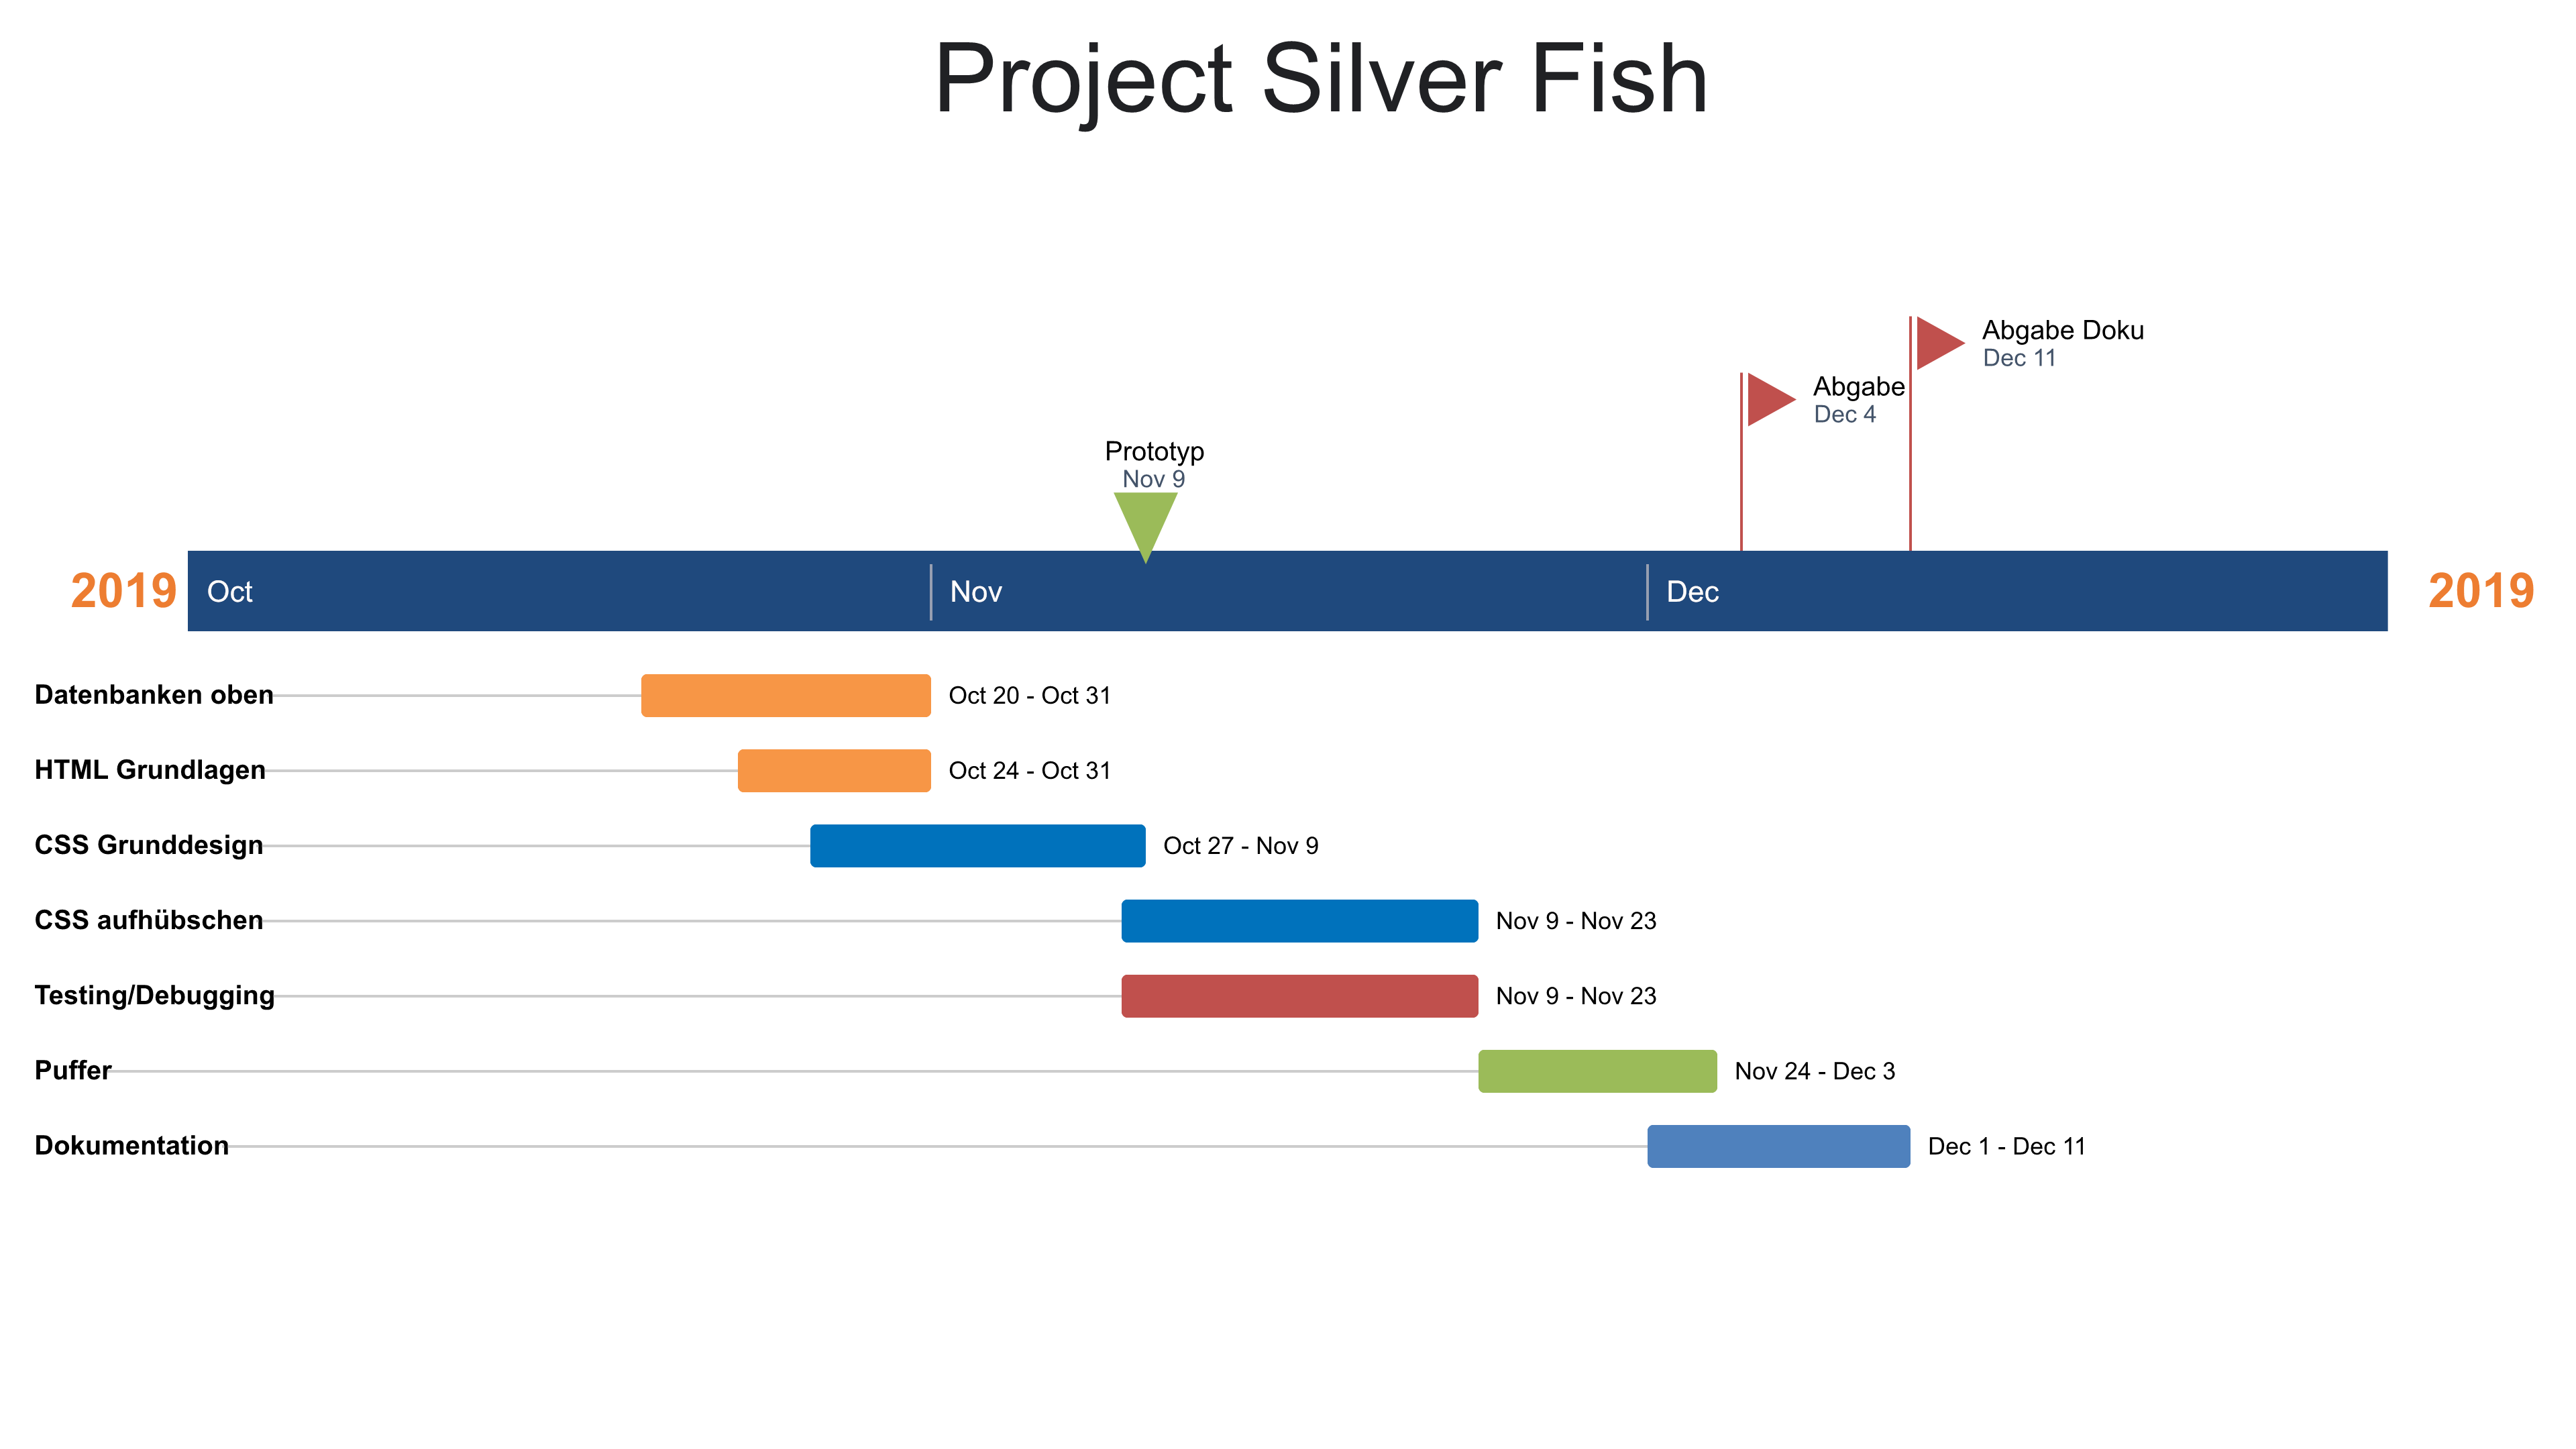 Project Silver Fish
Abgabe Doku
Dec 11
Abgabe
Dec 4
Prototyp
Nov 9
2019 Oct Nov Dec 2019
Datenbanken oben Oct 20 - Oct 31
HTML Grundlagen Oct 24 - Oct 31
CSS Grunddesign Oct 27 - Nov 9
CSS aufhübschen Nov 9 - Nov 23
Testing/Debugging Nov 9 - Nov 23
Puffer Nov 24 - Dec 3
Dokumentation Dec 1 - Dec 11